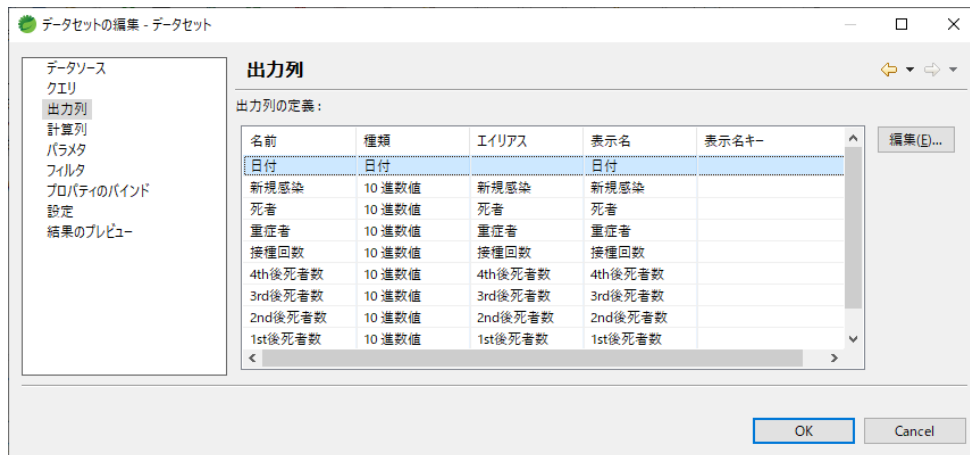 データセットの編集 - データセット
データソース
クエリ
出力列
計算列
パラメタ
フィルタ
プロパティのバインド
設定
結果のプレビュー
出力列
出力列の定義：
名前 種類 エイリアス 表示名 表示名キー
日付 日付 日付
新規感染 10 進数値 新規感染 新規感染
死者 10 進数値 死者 死者
重症者 10 進数値 重症者 重症者
接種回数 10 進数値 接種回数 接種回数
4th後死者数 10 進数値 4th後死者数 4th後死者数
3rd後死者数 10 進数値 3rd後死者数 3rd後死者数
2nd後死者数 10 進数値 2nd後死者数 2nd後死者数
1st後死者数 10 進数値 1st後死者数 1st後死者数
編集(E)...
OK Cancel